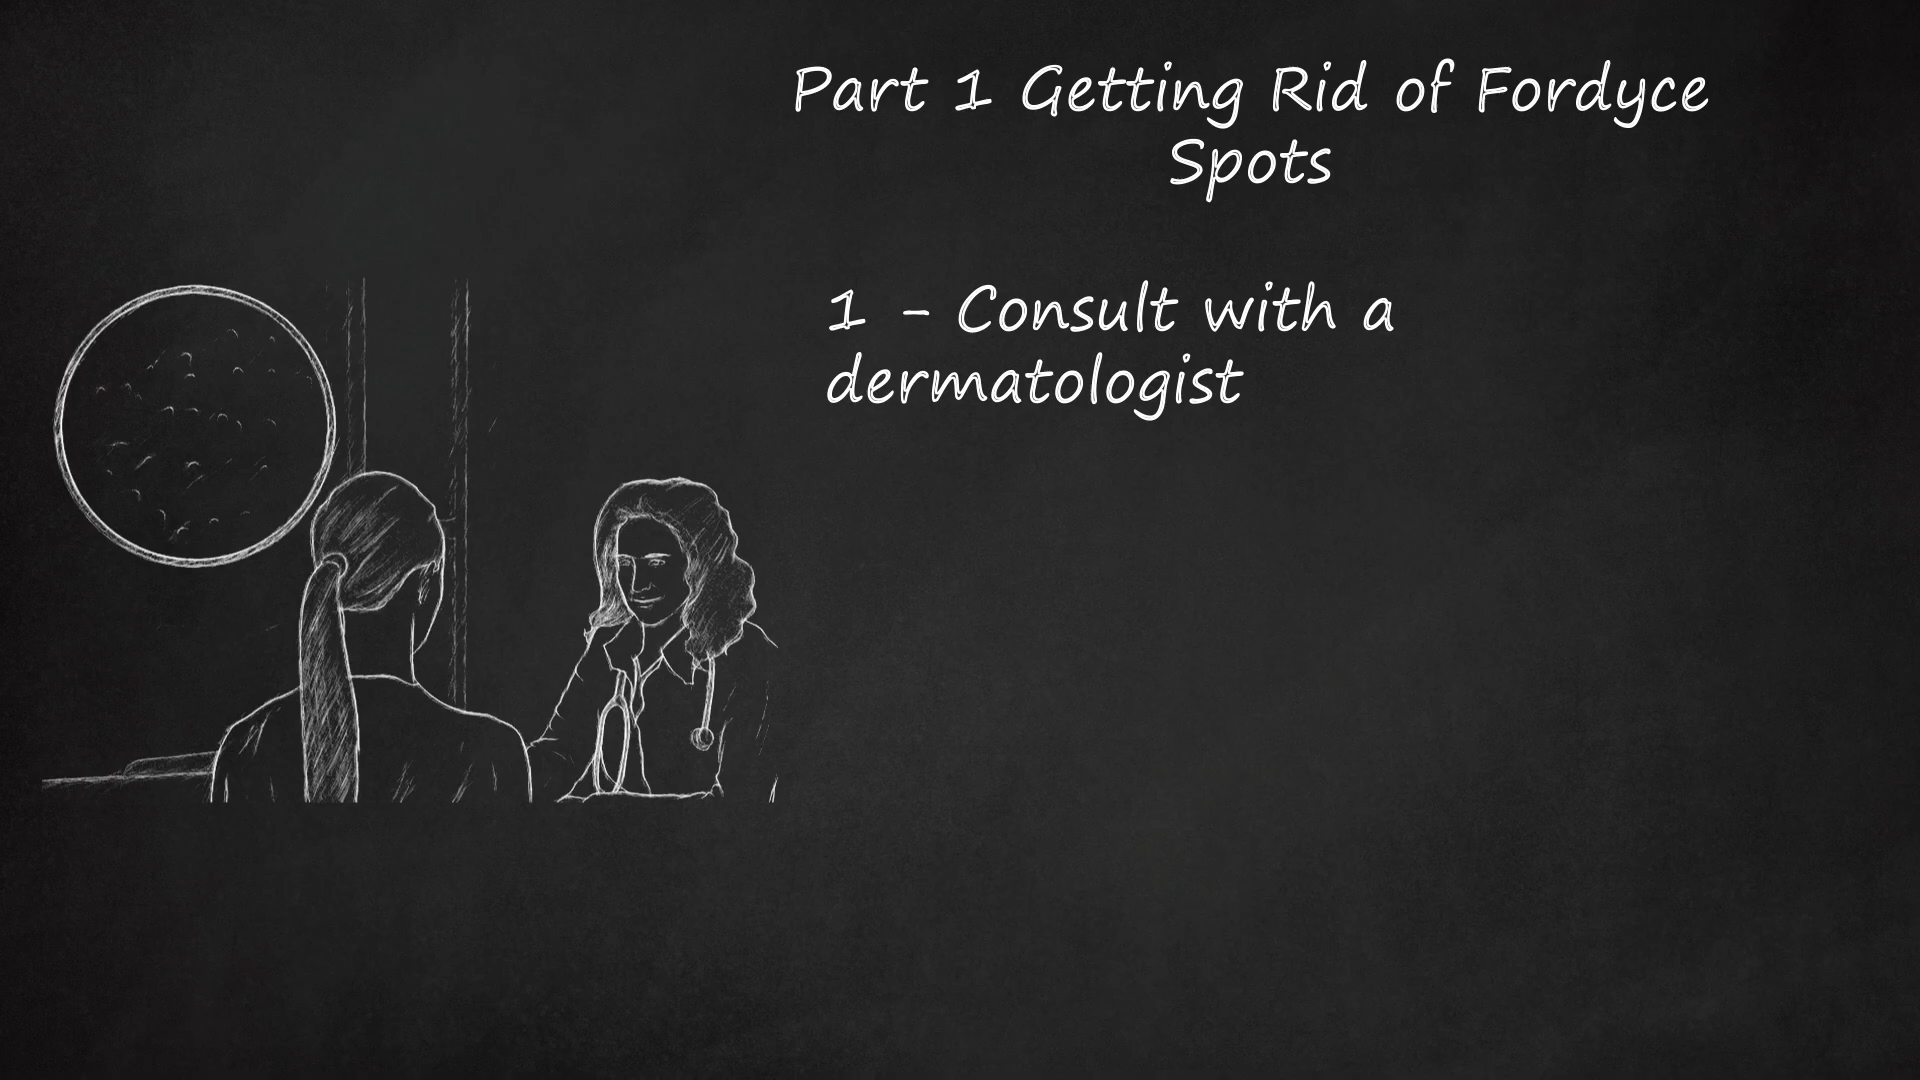 Part 1 Getting Rid of Fordyce
Spots
1 - Consult with a
dermatologist